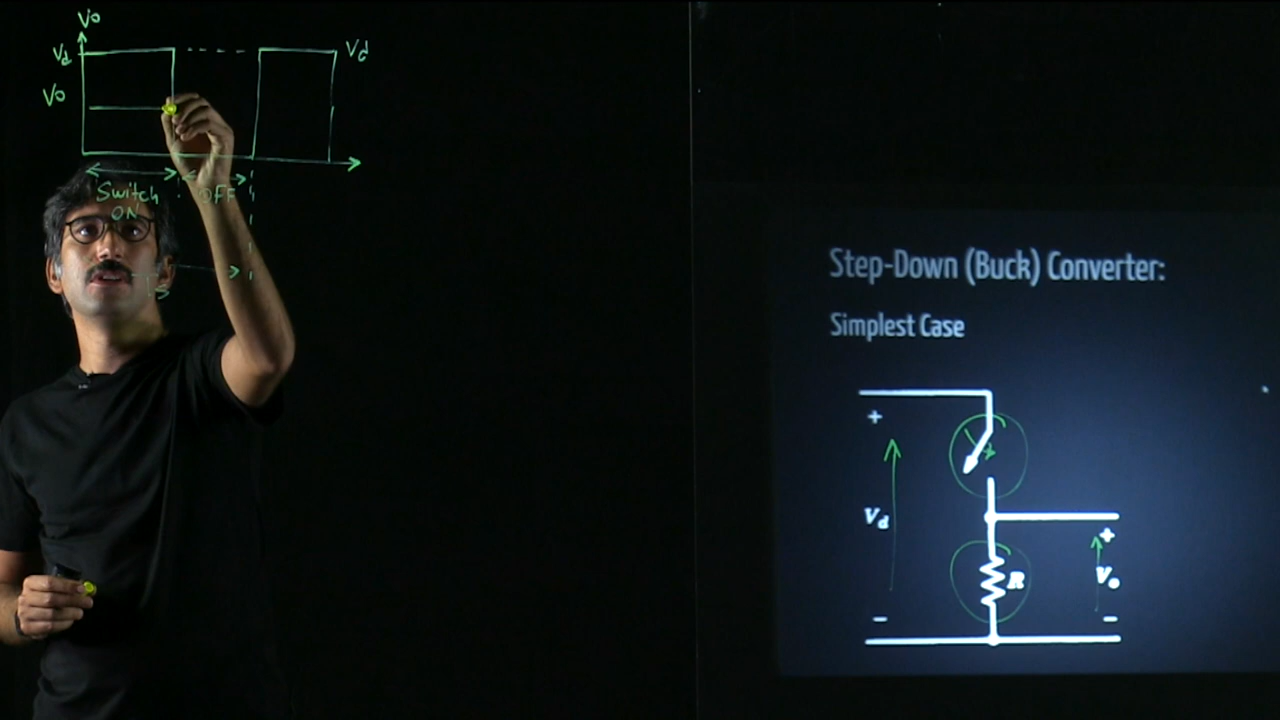 Vo
Vd
Vd
Vo
Switch
ON
OFF
Step-Down (Buck) Converter:
Simplest Case
+
Vd
−
R
+
Vo
−